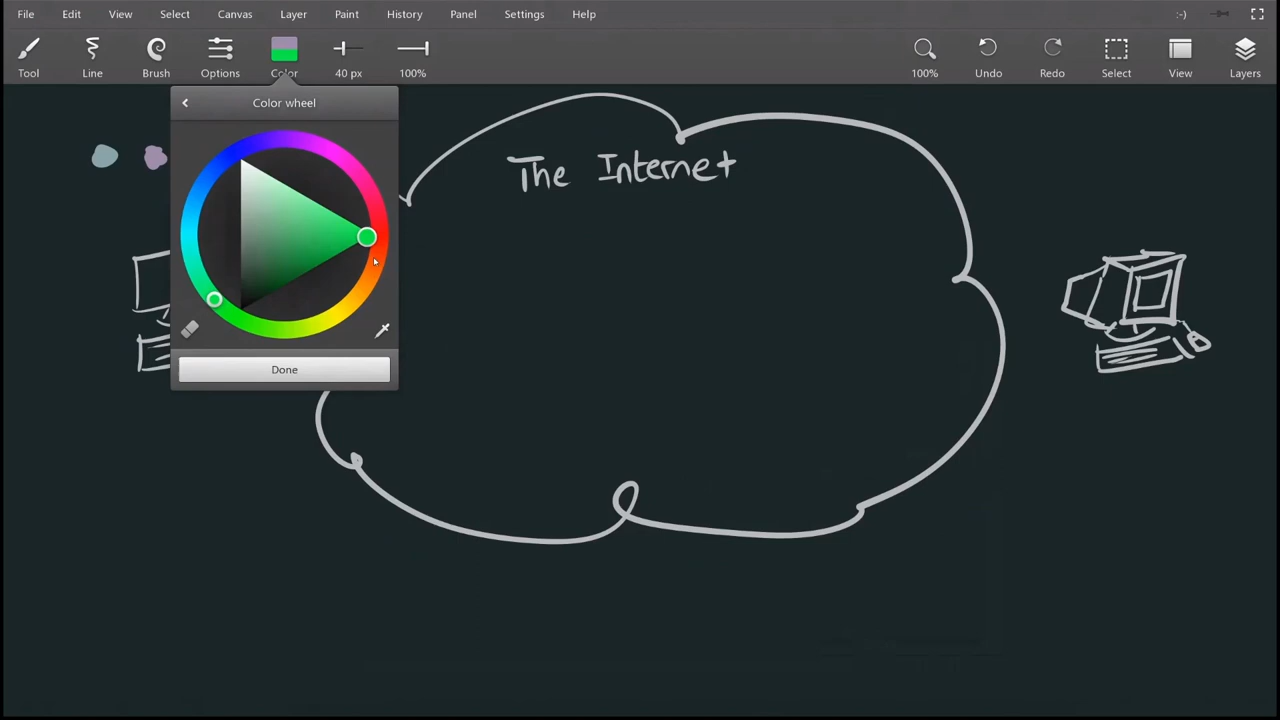 File Edit View Select Canvas Layer Paint History Panel Settings Help :-)
Tool Line Brush Options Color 40 px 100% 100% Undo Redo Select View Layers
Color wheel
The Internet
Done